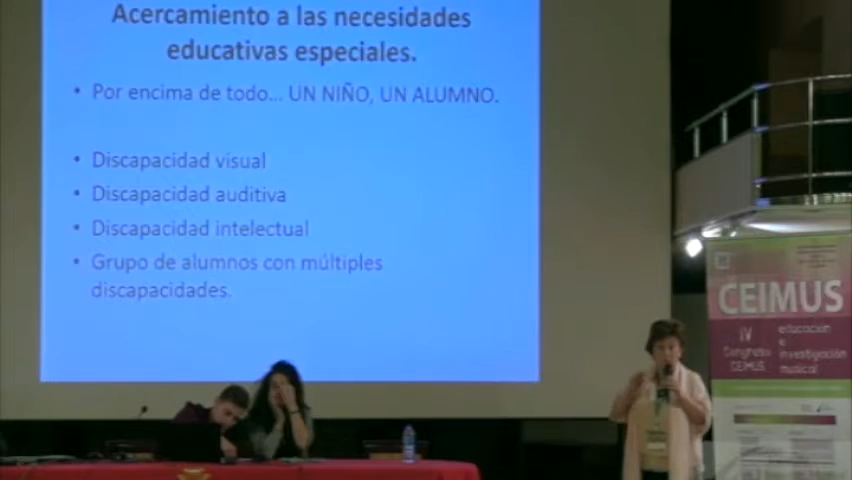 Acercamiento a las necesidades
educativas especiales.
• Por encima de todo... UN NIÑO, UN ALUMNO.
• Discapacidad visual
• Discapacidad auditiva
• Discapacidad intelectual
• Grupo de alumnos con múltiples
discapacidades.
CEIMUS
IV
Congreso
CEIMUS
educación
e
investigación
musical